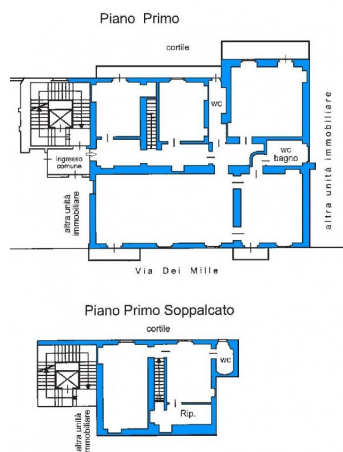 Piano Primo
cortile
wc
wc
bagno
ingresso
comune
altra unità
immobiliare
altra unità immobiliare
Via Dei Mille
Piano Primo Soppalcato
cortile
wc
Rip.
altra unità
immobiliare